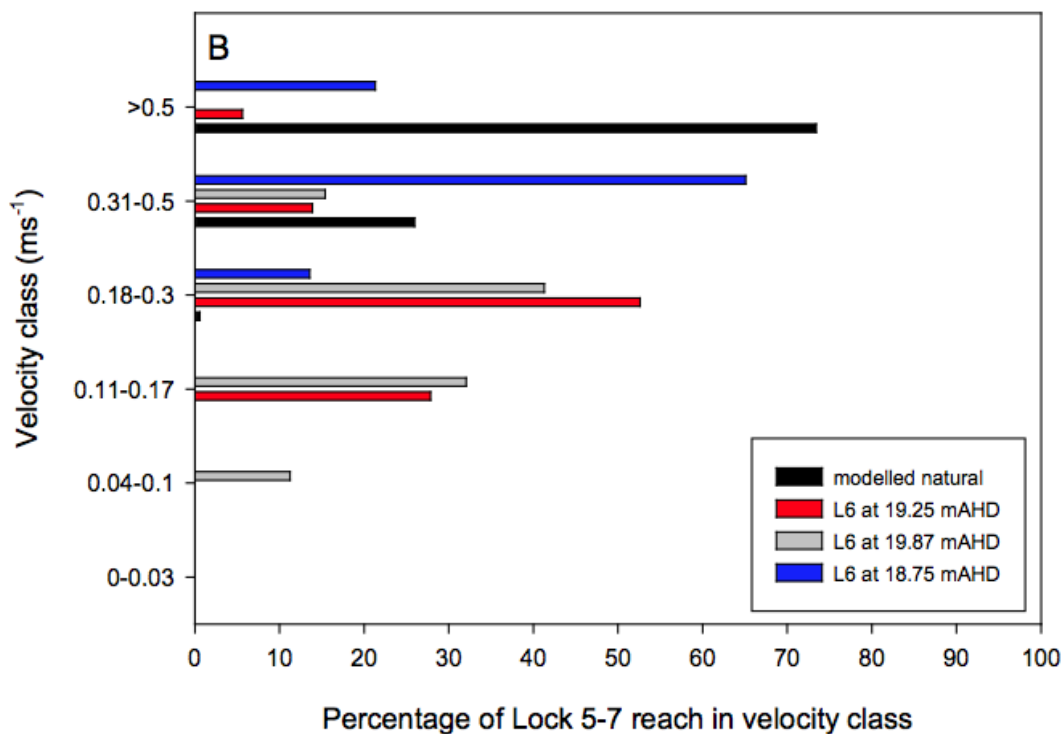 B
Velocity class (ms⁻¹)
>0.5
0.31-0.5
0.18-0.3
0.11-0.17
0.04-0.1
0-0.03
modelled natural
L6 at 19.25 mAHD
L6 at 19.87 mAHD
L6 at 18.75 mAHD
0 10 20 30 40 50 60 70 80 90 100
Percentage of Lock 5-7 reach in velocity class